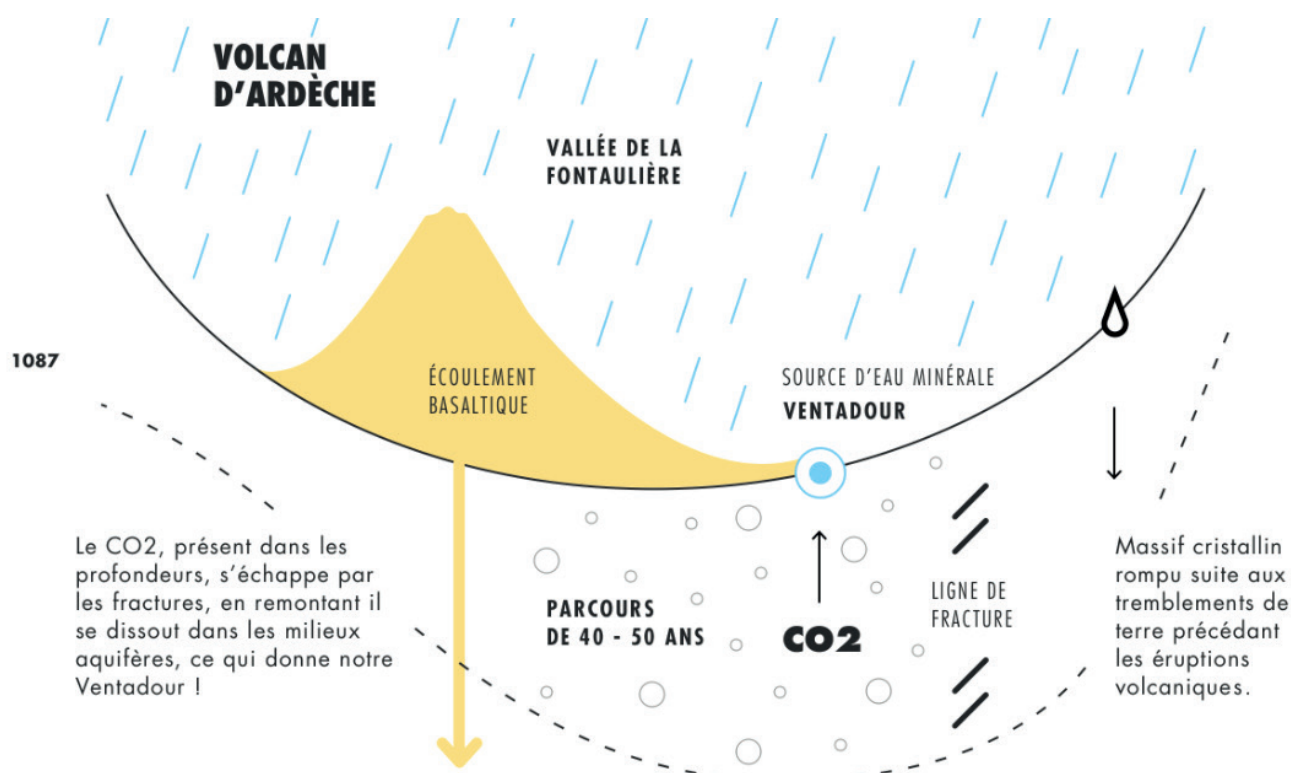 VOLCAN
D'ARDÈCHE
VALLÉE DE LA
FONTAULIÈRE
1087
ÉCOULEMENT
BASALTIQUE
SOURCE D'EAU MINÉRALE
VENTADOUR
Le CO2, présent dans les
profondeurs, s'échappe par
les fractures, en remontant il
se dissout dans les milieux
aquifères, ce qui donne notre
Ventadour !
PARCOURS
DE 40 - 50 ANS
CO2
LIGNE DE
FRACTURE
Massif cristallin
rompu suite aux
tremblements de
terre précédant
les éruptions
volcaniques.